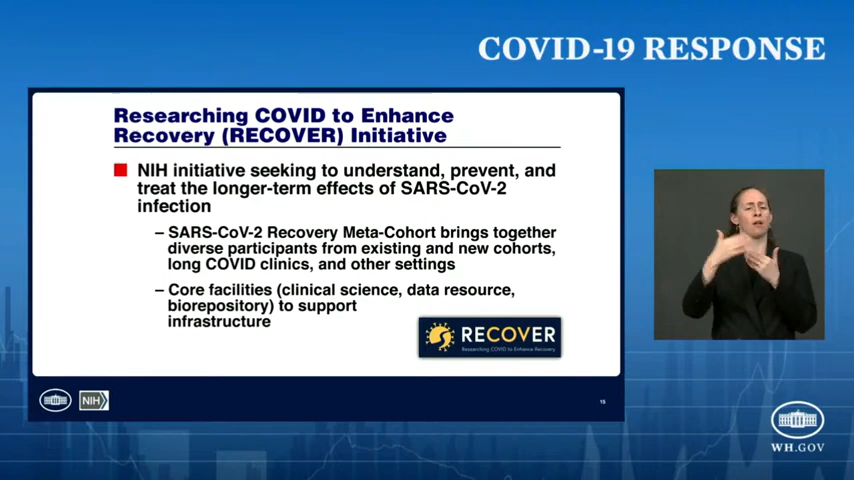 COVID-19 RESPONSE
Researching COVID to Enhance
Recovery (RECOVER) Initiative
NIH initiative seeking to understand, prevent, and
treat the longer-term effects of SARS-CoV-2
infection
– SARS-CoV-2 Recovery Meta-Cohort brings together
diverse participants from existing and new cohorts,
long COVID clinics, and other settings
– Core facilities (clinical science, data resource,
biorepository) to support
infrastructure
RECOVER
Researching COVID to Enhance Recovery
NIH
15
WH.GOV